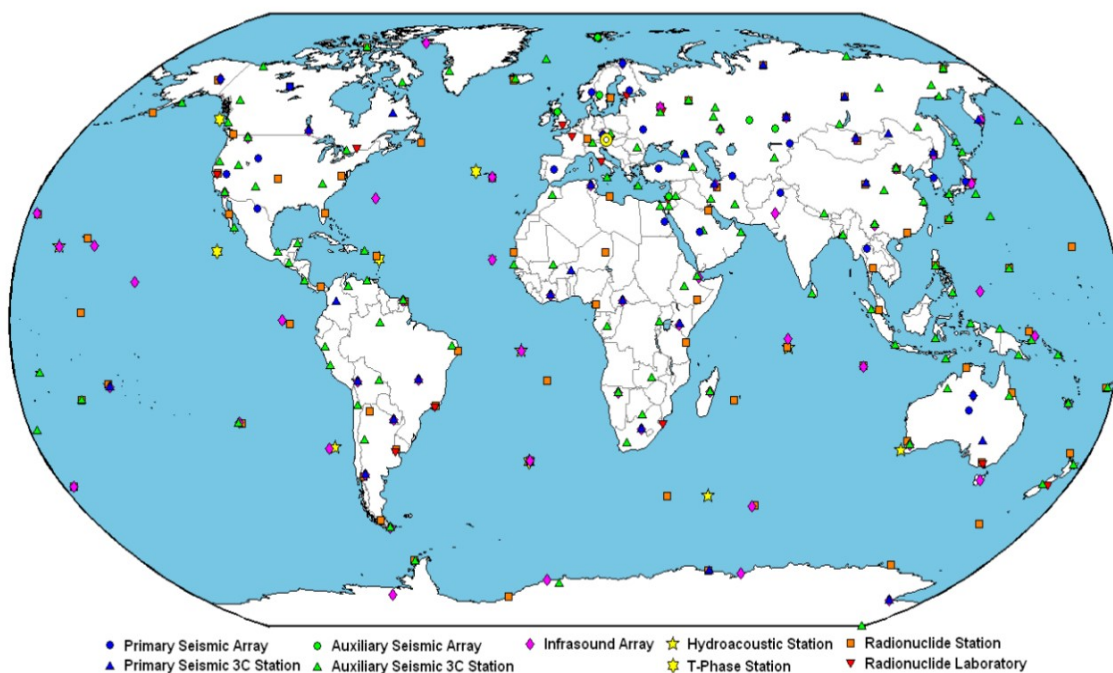 Primary Seismic Array Auxiliary Seismic Array Infrasound Array Hydroacoustic Station Radionuclide Station
Primary Seismic 3C Station Auxiliary Seismic 3C Station T-Phase Station Radionuclide Laboratory